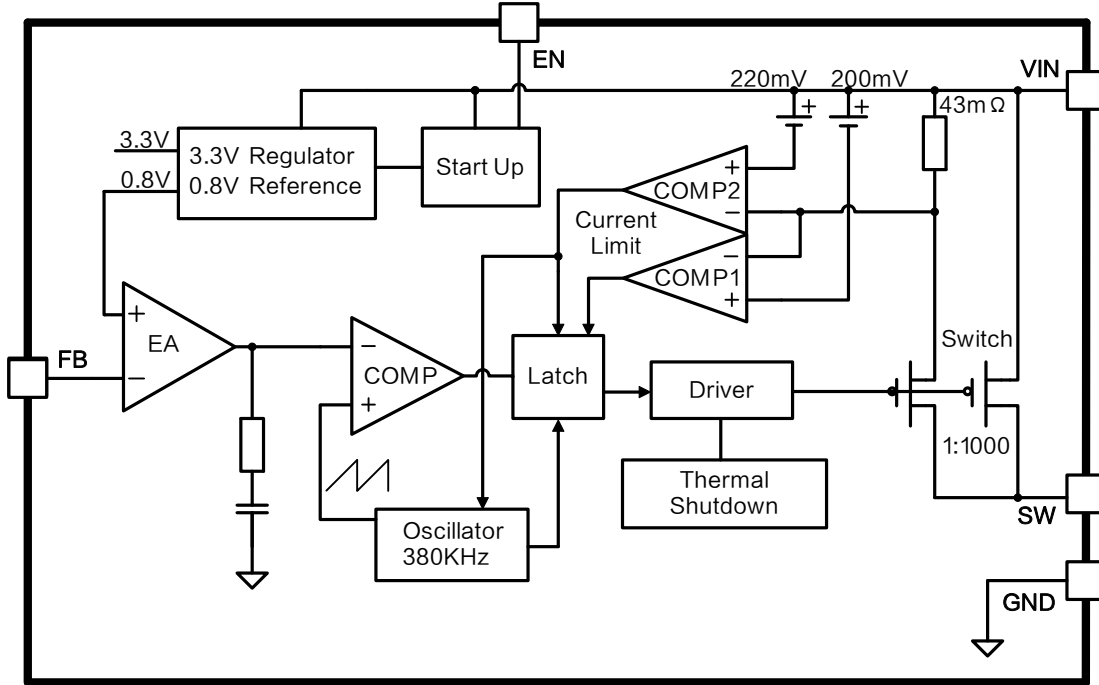 EN
VIN
220mV
200mV
+
+
43mΩ
3.3V
3.3V Regulator
0.8V
0.8V Reference
Start Up
+
COMP2
−
Current
Limit
−
COMP1
+
FB
+
EA
−
−
COMP
+
Latch
Driver
Switch
1:1000
Thermal
Shutdown
Oscillator
380KHz
SW
GND